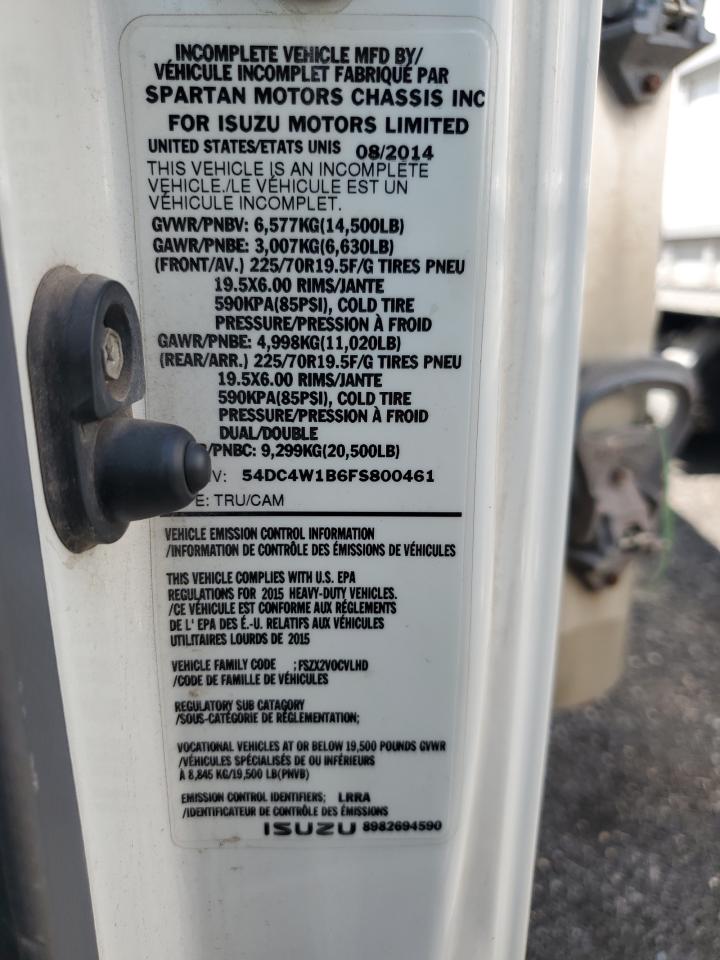 INCOMPLETE VEHICLE MFD BY/
VÉHICULE INCOMPLET FABRIQUÉ PAR
SPARTAN MOTORS CHASSIS INC
FOR ISUZU MOTORS LIMITED
UNITED STATES/ETATS UNIS 08/2014
THIS VEHICLE IS AN INCOMPLETE
VEHICLE./LE VÉHICULE EST UN
VÉHICULE INCOMPLET.
GVWR/PNBV: 6,577KG(14,500LB)
GAWR/PNBE: 3,007KG(6,630LB)
(FRONT/AV.) 225/70R19.5F/G TIRES PNEU
19.5X6.00 RIMS/JANTE
590KPA(85PSI), COLD TIRE
PRESSURE/PRESSION À FROID
GAWR/PNBE: 4,998KG(11,020LB)
(REAR/ARR.) 225/70R19.5F/G TIRES PNEU
19.5X6.00 RIMS/JANTE
590KPA(85PSI), COLD TIRE
PRESSURE/PRESSION À FROID
DUAL/DOUBLE
/PNBC: 9,299KG(20,500LB)
V: 54DC4W1B6FS800461
E: TRU/CAM
VEHICLE EMISSION CONTROL INFORMATION
/INFORMATION DE CONTRÔLE DES ÉMISSIONS DE VÉHICULES
THIS VEHICLE COMPLIES WITH U.S. EPA
REGULATIONS FOR 2015 HEAVY-DUTY VEHICLES.
/CE VÉHICULE EST CONFORME AUX RÉGLEMENTS
DE L' EPA DES É.-U. RELATIFS AUX VÉHICULES
UTILITAIRES LOURDS DE 2015
VEHICLE FAMILY CODE ;FSZX2VOCVLHD
/CODE DE FAMILLE DE VÉHICULES
REGULATORY SUB CATAGORY
/SOUS-CATÉGORIE DE RÉGLEMENTATION;
VOCATIONAL VEHICLES AT OR BELOW 19,500 POUNDS GVWR
/VÉHICULES SPÉCIALISÉS DE OU INFÉRIEURS
À 8,845 KG/19,500 LB(PNVB)
EMISSION CONTROL IDENTIFIERS; LRRA
/IDENTIFICATEUR DE CONTRÔLE DES ÉMISSIONS
ISUZU 8982694590